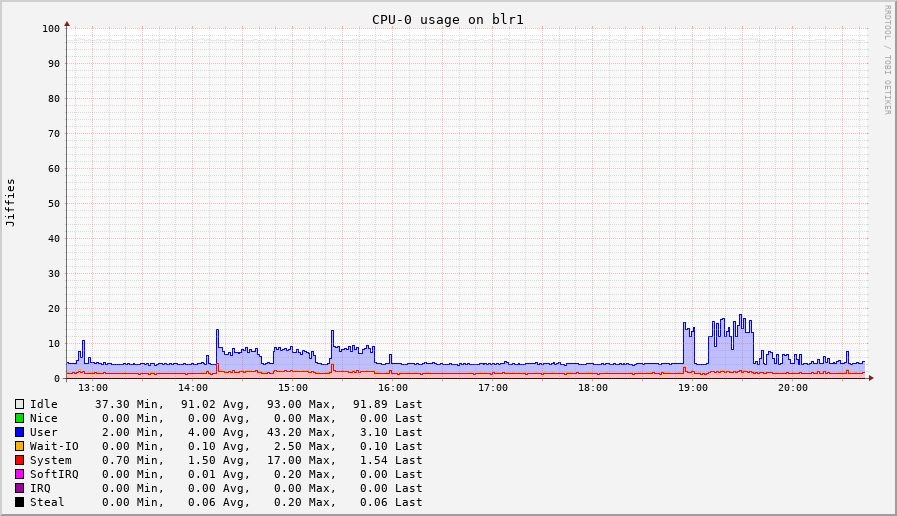 CPU-0 usage on blr1
RRDTOOL / TOBI OETIKER
Jiffies
100
90
80
70
60
50
40
30
20
10
0
13:00 14:00 15:00 16:00 17:00 18:00 19:00 20:00
Idle 37.30 Min, 91.02 Avg, 93.00 Max, 91.89 Last
Nice 0.00 Min, 0.00 Avg, 0.00 Max, 0.00 Last
User 2.00 Min, 4.00 Avg, 43.20 Max, 3.10 Last
Wait-IO 0.00 Min, 0.10 Avg, 2.50 Max, 0.10 Last
System 0.70 Min, 1.50 Avg, 17.00 Max, 1.54 Last
SoftIRQ 0.00 Min, 0.01 Avg, 0.20 Max, 0.00 Last
IRQ 0.00 Min, 0.00 Avg, 0.00 Max, 0.00 Last
Steal 0.00 Min, 0.06 Avg, 0.20 Max, 0.06 Last